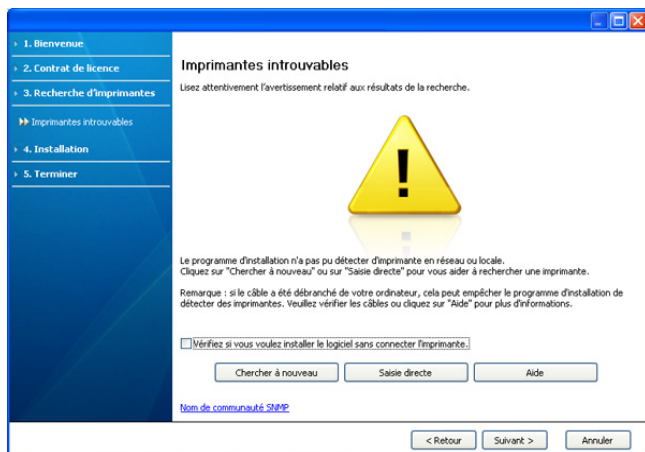 1. Bienvenue
2. Contrat de licence
3. Recherche d'imprimantes
Imprimantes introuvables
4. Installation
5. Terminer
Imprimantes introuvables
Lisez attentivement l'avertissement relatif aux résultats de la recherche.
Le programme d'installation n'a pas pu détecter d'imprimante en réseau ou locale.
Cliquez sur "Chercher à nouveau" ou sur "Saisie directe" pour vous aider à rechercher une imprimante.
Remarque : si le câble a été débranché de votre ordinateur, cela peut empêcher le programme d'installation de
détecter des imprimantes. Veuillez vérifier les câbles ou cliquez sur "Aide" pour plus d'informations.
Vérifiez si vous voulez installer le logiciel sans connecter l'imprimante.
Chercher à nouveau
Saisie directe
Aide
Nom de communauté SNMP
< Retour
Suivant >
Annuler